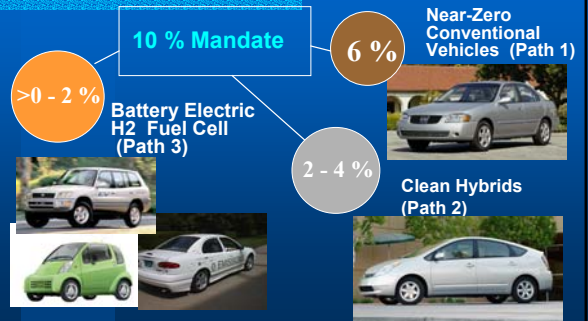 10 % Mandate
6 %
Near-Zero
Conventional
Vehicles  (Path 1)
>0 - 2 %
Battery Electric
H2  Fuel Cell
(Path 3)
2 - 4 %
Clean Hybrids
(Path 2)